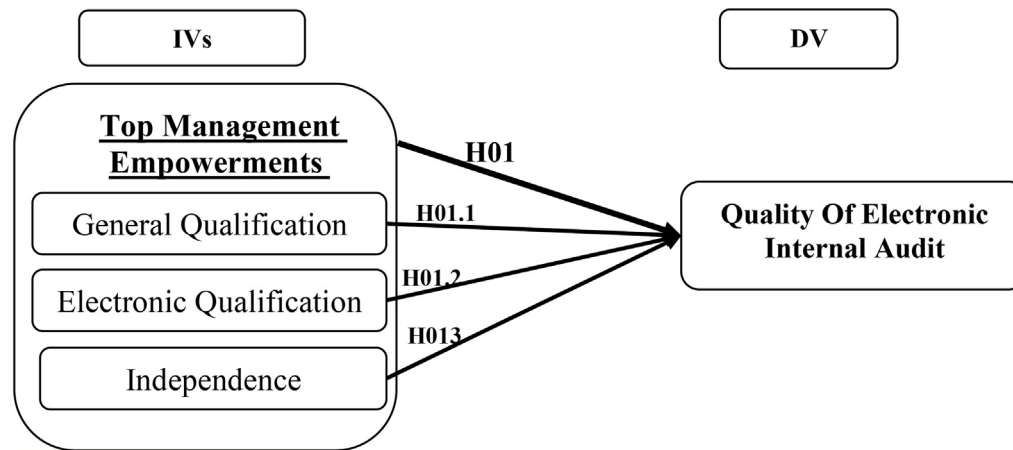 IVs
DV
Top Management
Empowerments
H01
General Qualification
H01.1
Electronic Qualification
H01.2
H013
Independence
Quality Of Electronic
Internal Audit